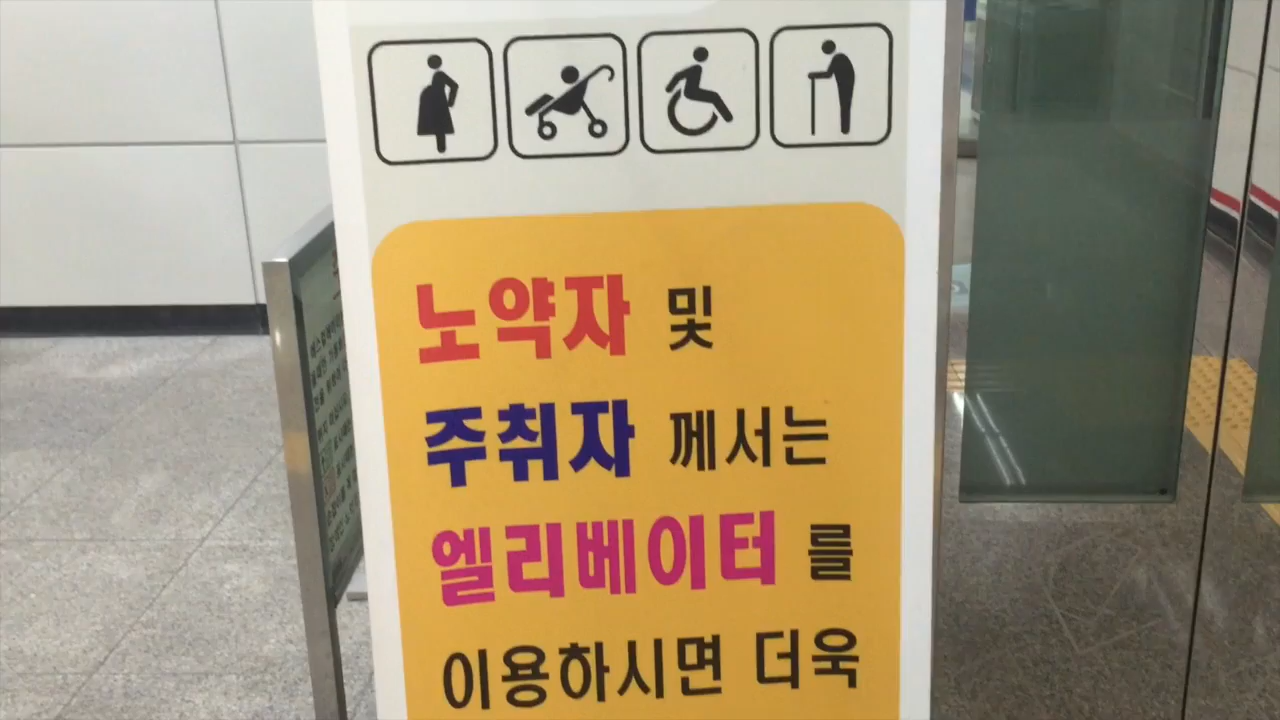 노약자 및
주취자 께서는
엘리베이터 를
이용하시면 더욱